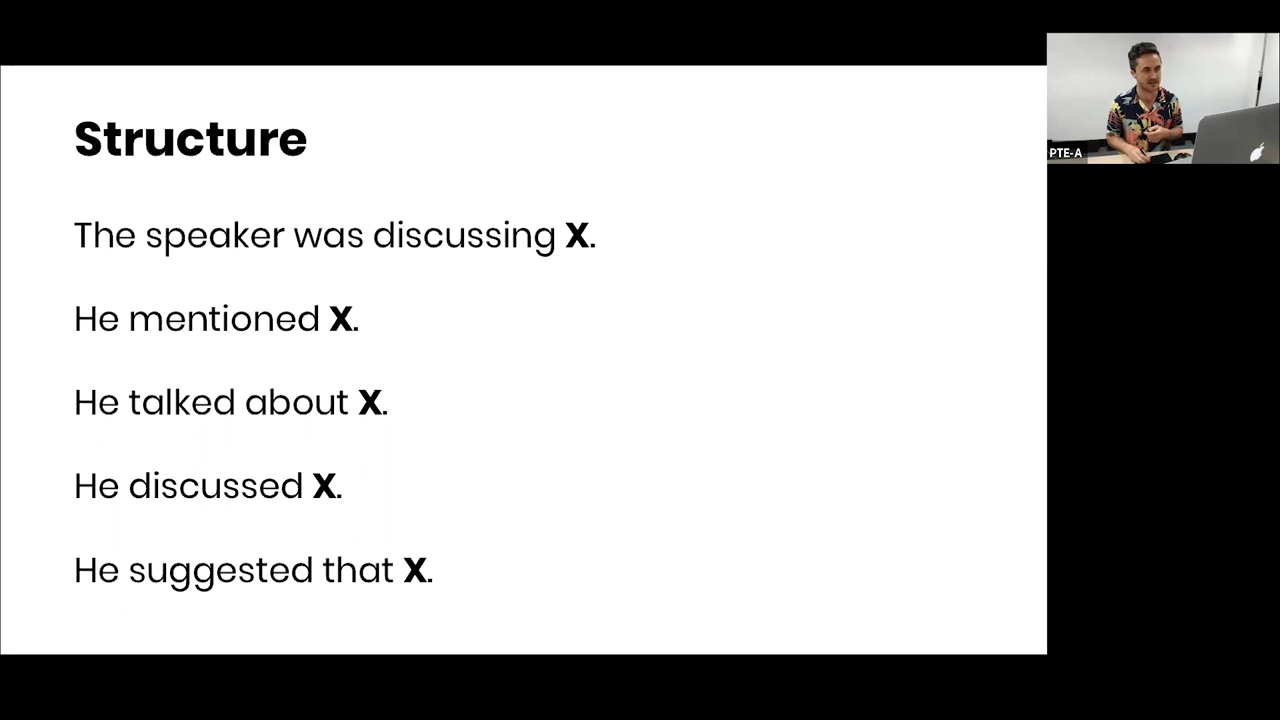 Structure
The speaker was discussing X.
He mentioned X.
He talked about X.
He discussed X.
He suggested that X.
PTE-A